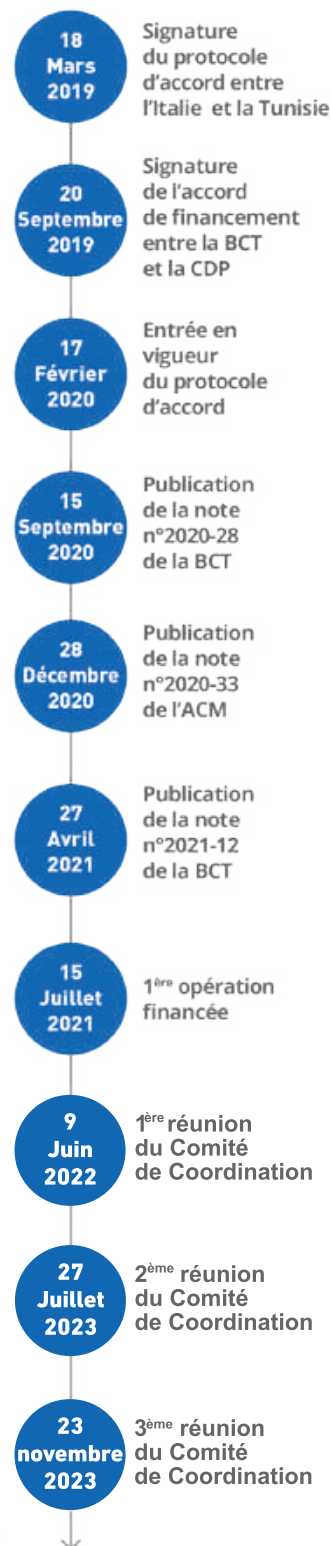 18
Mars
2019
Signature
du protocole
d'accord entre
l'Italie et la Tunisie
20
Septembre
2019
Signature
de l'accord
de financement
entre la BCT
et la CDP
17
Février
2020
Entrée en
vigueur
du protocole
d'accord
15
Septembre
2020
Publication
de la note
n°2020-28
de la BCT
28
Décembre
2020
Publication
de la note
n°2020-33
de l'ACM
27
Avril
2021
Publication
de la note
n°2021-12
de la BCT
15
Juillet
2021
1ère opération
financée
9
Juin
2022
1ère réunion
du Comité
de Coordination
27
Juillet
2023
2ème réunion
du Comité
de Coordination
23
novembre
2023
3ème réunion
du Comité
de Coordination